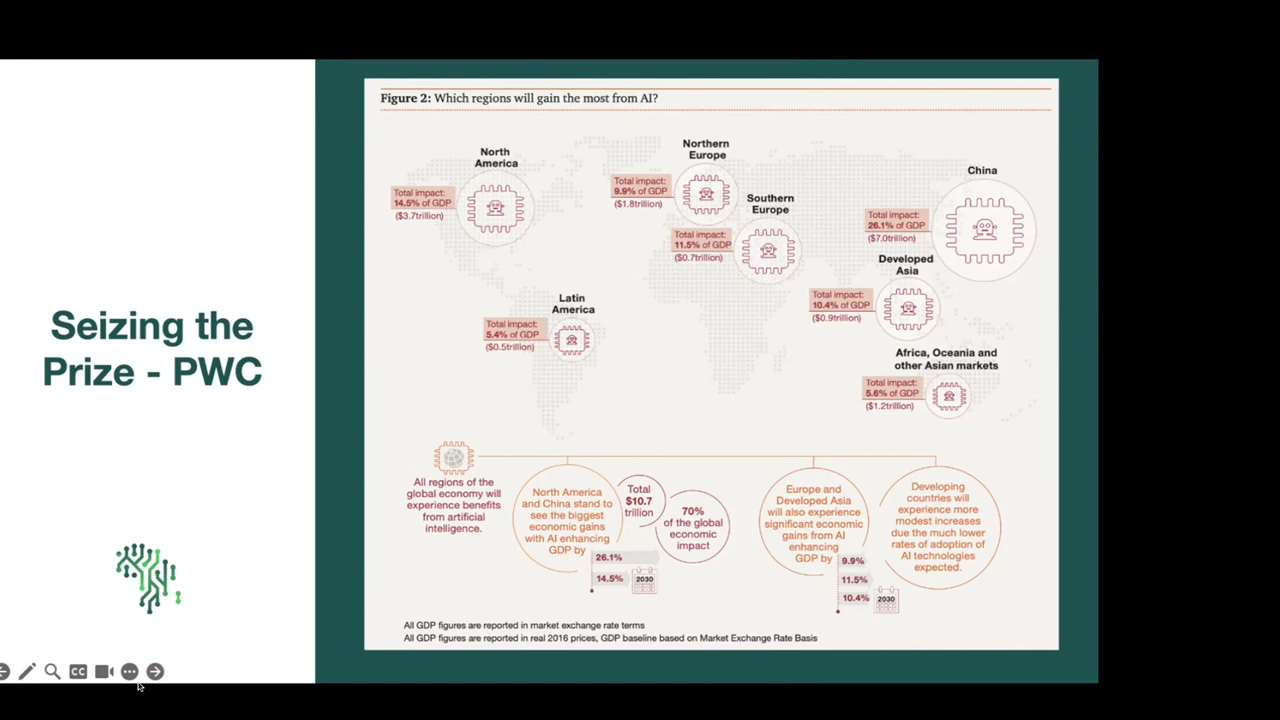 Seizing the
Prize - PWC
Figure 2: Which regions will gain the most from AI?
North
America
Total impact:
14.5% of GDP
($3.7trillion)
Northern
Europe
Total impact:
9.9% of GDP
($1.8trillion)
Southern
Europe
Total impact:
11.5% of GDP
($0.7trillion)
China
Total impact:
26.1% of GDP
($7.0trillion)
Developed
Asia
Total impact:
10.4% of GDP
($0.9trillion)
Latin
America
Total impact:
5.4% of GDP
($0.5trillion)
Africa, Oceania and
other Asian markets
Total impact:
5.6% of GDP
($1.2trillion)
All regions of the
global economy will
experience benefits
from artificial
intelligence.
North America
and China stand to
see the biggest
economic gains
with AI enhancing
GDP by
26.1%
14.5%
2030
Total
$10.7
trillion
70%
of the global
economic
impact
Europe and
Developed Asia
will also experience
significant economic
gains from AI
enhancing
GDP by
9.9%
11.5%
10.4%
2030
Developing
countries will
experience more
modest increases
due the much lower
rates of adoption of
AI technologies
expected.
All GDP figures are reported in market exchange rate terms
All GDP figures are reported in real 2016 prices, GDP baseline based on Market Exchange Rate Basis
CC